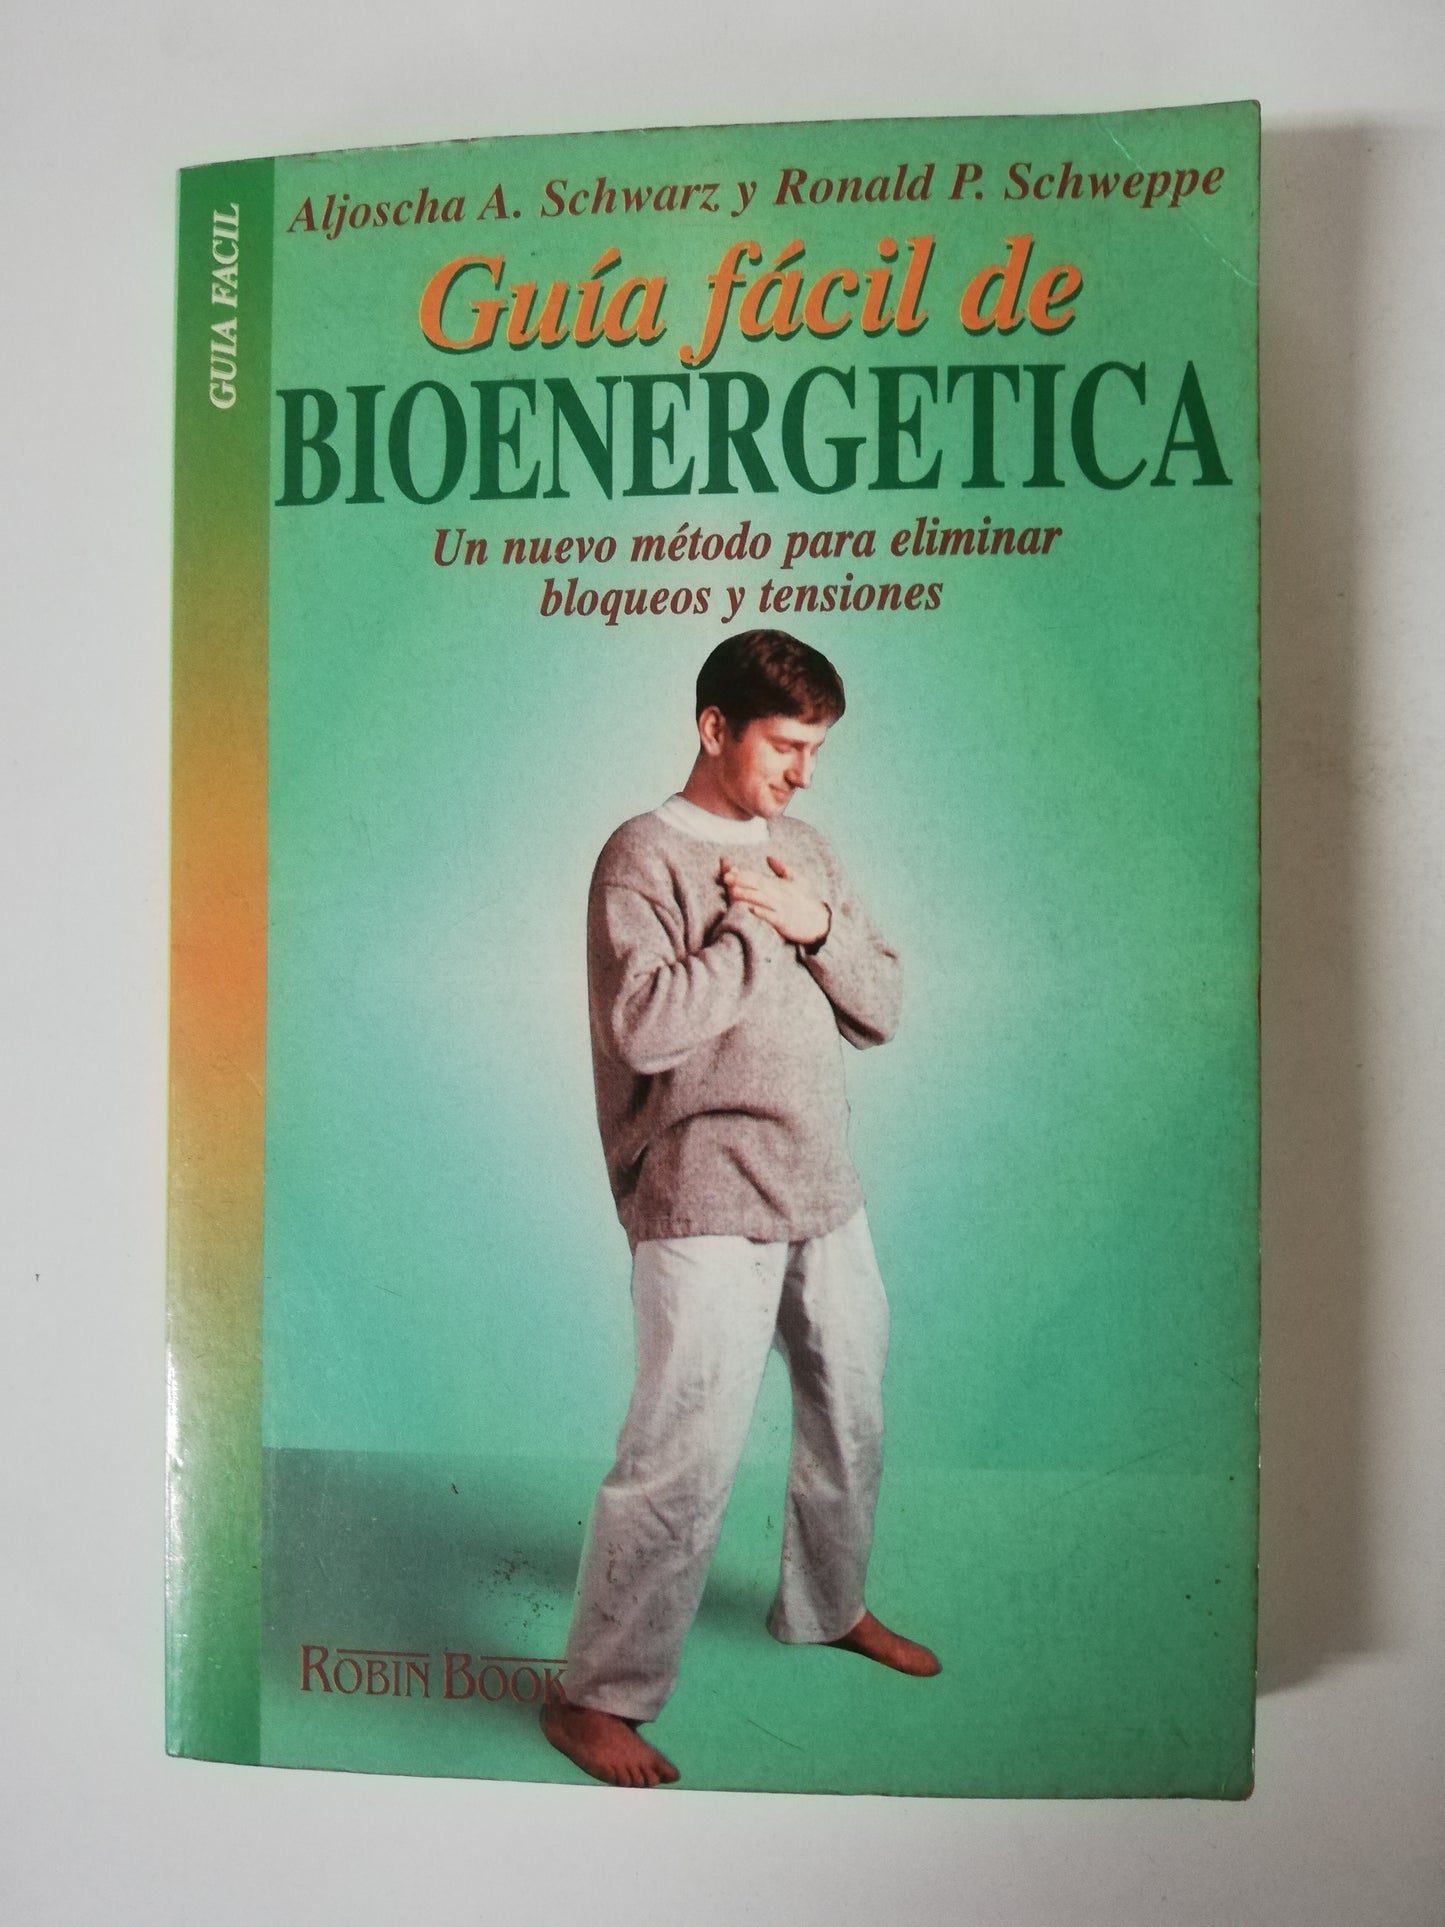 GUIA FACIL
Aljoscha A. Schwarz y Ronald P. Schweppe
Guía fácil de
BIOENERGETICA
Un nuevo método para eliminar
bloqueos y tensiones
ROBIN BOOK